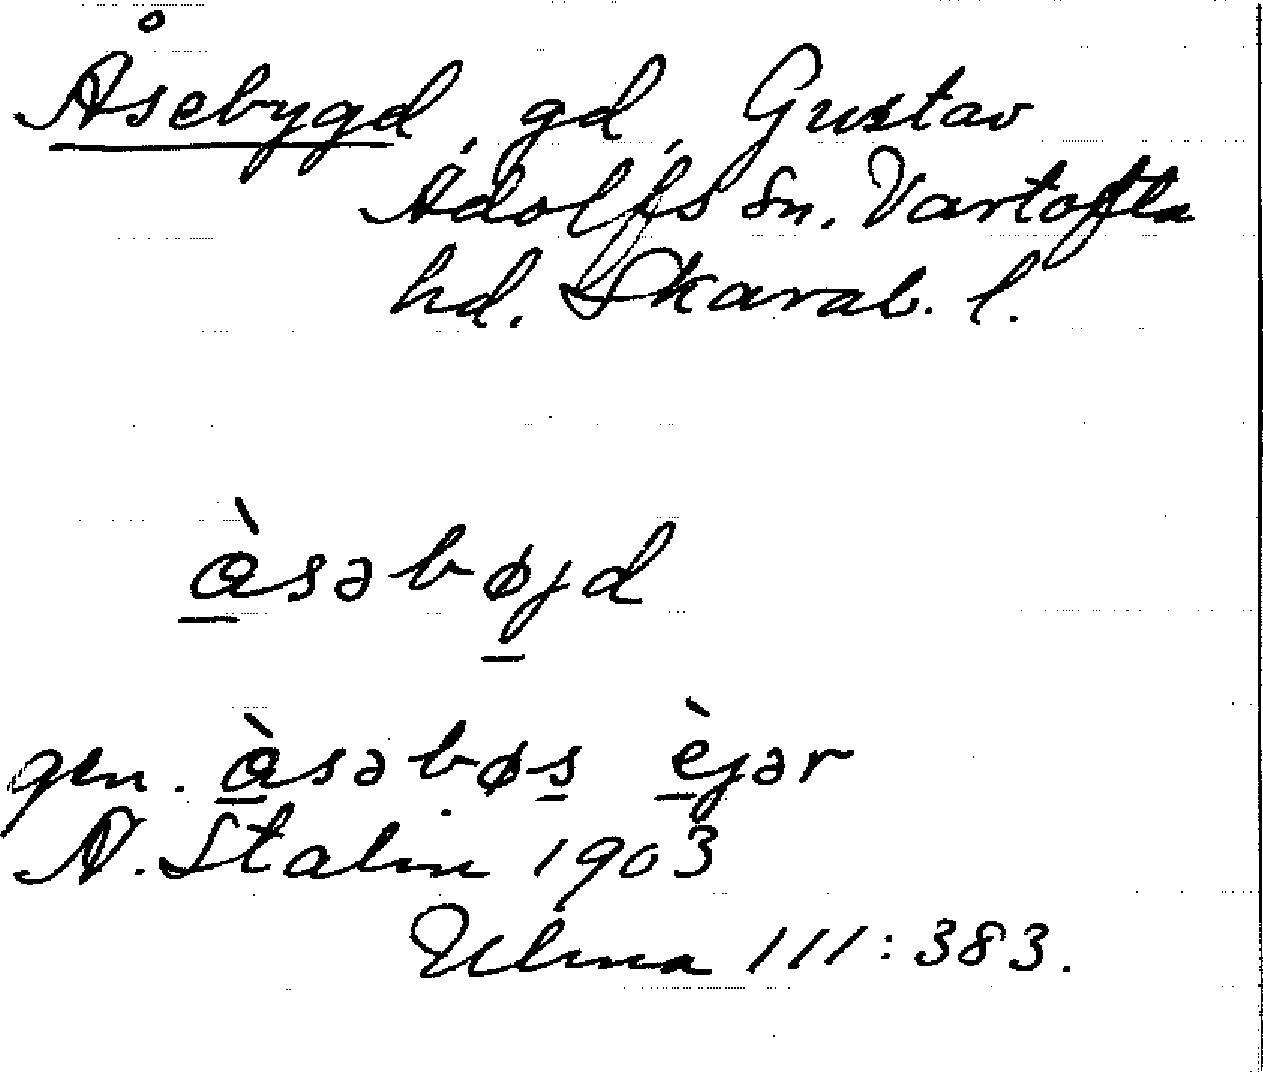 Åsebygd, gd, Gustav
Adolfs sn. Vartofta
hd. Skarab. l.
àsəbøjd
gen. àsəbøs èjər
N. Stalin 1903
Ulma 111:383.